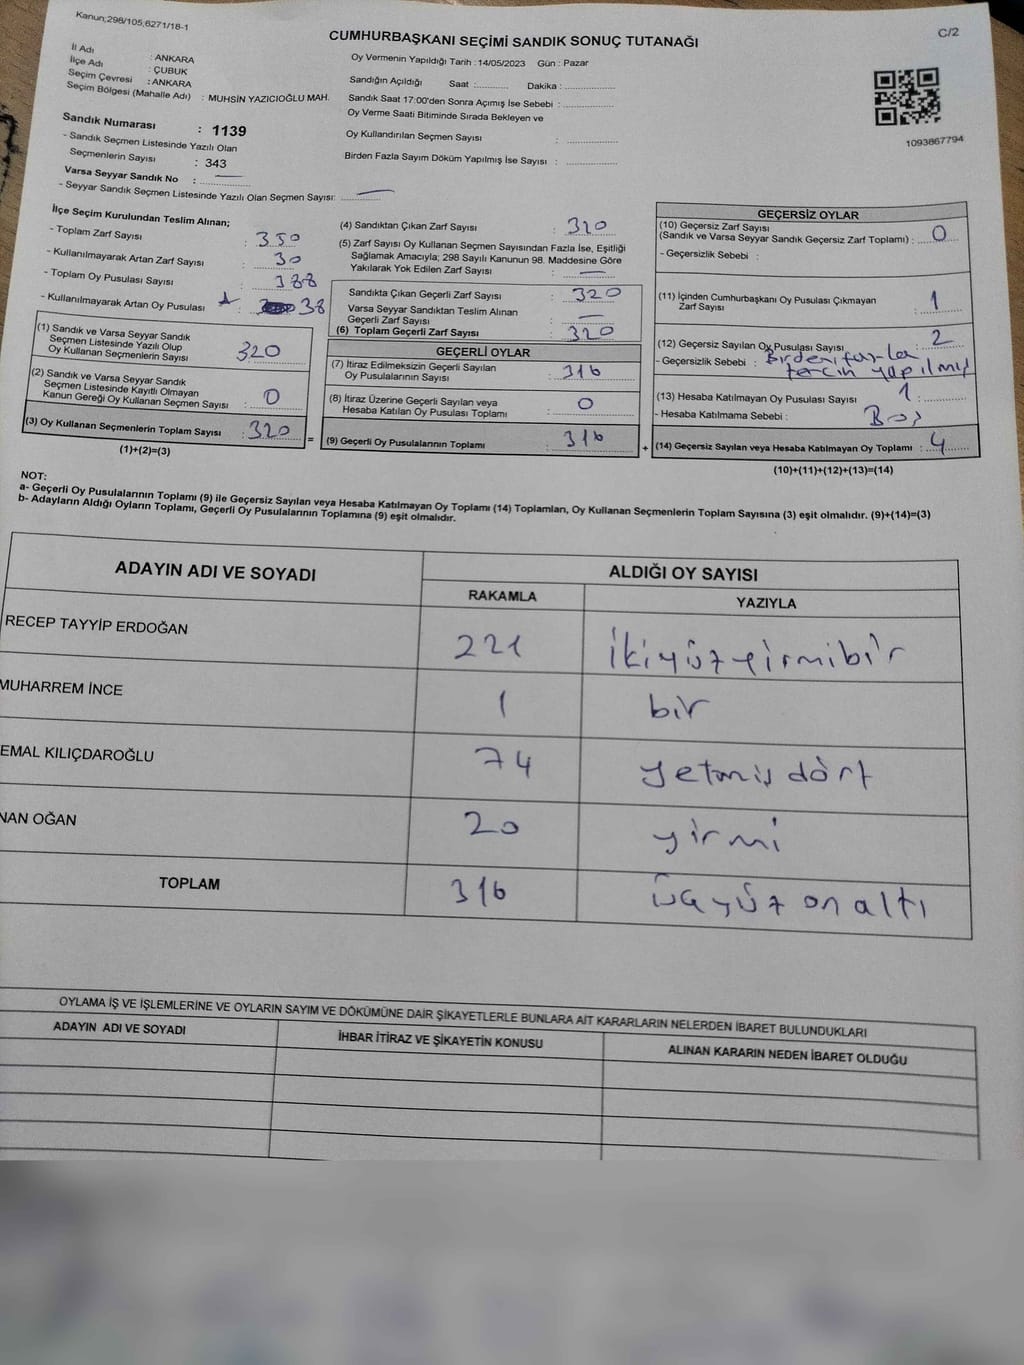 Kanun;298/105,6271/18-1
C/2
CUMHURBAŞKANI SEÇİMİ SANDIK SONUÇ TUTANAĞI
İl Adı : ANKARA
İlçe Adı : ÇUBUK
Seçim Çevresi : ANKARA
Seçim Bölgesi (Mahalle Adı) : MUHSİN YAZICIOĞLU MAH.
Oy Vermenin Yapıldığı Tarih : 14/05/2023 Gün : Pazar
Sandığın Açıldığı Saat :........... Dakika :................
Sandık Saat 17:00'den Sonra Açımış İse Sebebi :................
Oy Verme Saati Bitiminde Sırada Bekleyen ve
Oy Kullandırılan Seçmen Sayısı :................
Birden Fazla Sayım Döküm Yapılmış İse Sayısı :................
1093867794
Sandık Numarası : 1139
- Sandık Seçmen Listesinde Yazılı Olan
Seçmenlerin Sayısı : 343
Varsa Seyyar Sandık No : —
- Seyyar Sandık Seçmen Listesinde Yazılı Olan Seçmen Sayısı: —
İlçe Seçim Kurulundan Teslim Alınan;
- Toplam Zarf Sayısı : 350
- Kullanılmayarak Artan Zarf Sayısı : 30
- Toplam Oy Pusulası Sayısı : 388
- Kullanılmayarak Artan Oy Pusulası : 38
(1) Sandık ve Varsa Seyyar Sandık
Seçmen Listesinde Yazılı Olup
Oy Kullanan Seçmenlerin Sayısı : 320
(2) Sandık ve Varsa Seyyar Sandık
Seçmen Listesinde Kayıtlı Olmayan
Kanun Gereği Oy Kullanan Seçmen Sayısı : 0
(3) Oy Kullanan Seçmenlerin Toplam Sayısı : 320
(1)+(2)=(3)
(4) Sandıktan Çıkan Zarf Sayısı : 320
(5) Zarf Sayısı Oy Kullanan Seçmen Sayısından Fazla İse, Eşitliği
Sağlamak Amacıyla; 298 Sayılı Kanunun 98. Maddesine Göre
Yakılarak Yok Edilen Zarf Sayısı : —
Sandıkta Çıkan Geçerli Zarf Sayısı : 320
Varsa Seyyar Sandıktan Teslim Alınan
Geçerli Zarf Sayısı : —
(6) Toplam Geçerli Zarf Sayısı : 320
GEÇERLİ OYLAR
(7) İtiraz Edilmeksizin Geçerli Sayılan
Oy Pusulalarının Sayısı : 316
(8) İtiraz Üzerine Geçerli Sayılan veya
Hesaba Katılan Oy Pusulası Toplamı : 0
= (9) Geçerli Oy Pusulalarının Toplamı : 316
GEÇERSİZ OYLAR
(10) Geçersiz Zarf Sayısı
(Sandık ve Varsa Seyyar Sandık Geçersiz Zarf Toplamı) : 0
- Geçersizlik Sebebi :
(11) İçinden Cumhurbaşkanı Oy Pusulası Çıkmayan
Zarf Sayısı : 1
(12) Geçersiz Sayılan Oy Pusulası Sayısı : 2
- Geçersizlik Sebebi : Birden fazla
tercih yapılmış
(13) Hesaba Katılmayan Oy Pusulası Sayısı : 1
- Hesaba Katılmama Sebebi : Boş
+ (14) Geçersiz Sayılan veya Hesaba Katılmayan Oy Toplamı : 4
(10)+(11)+(12)+(13)=(14)
NOT:
a- Geçerli Oy Pusulalarının Toplamı (9) ile Geçersiz Sayılan veya Hesaba Katılmayan Oy Toplamı (14) Toplamları, Oy Kullanan Seçmenlerin Toplam Sayısına (3) eşit olmalıdır. (9)+(14)=(3)
b- Adayların Aldığı Oyların Toplamı, Geçerli Oy Pusulalarının Toplamına (9) eşit olmalıdır.
ADAYIN ADI VE SOYADI ALDIĞI OY SAYISI
RAKAMLA YAZIYLA
RECEP TAYYİP ERDOĞAN 221 ikiyüzyirmibir
MUHARREM İNCE 1 bir
EMAL KILIÇDAROĞLU 74 yetmiş dört
NAN OĞAN 20 yirmi
TOPLAM 316 üçyüz on altı
OYLAMA İŞ VE İŞLEMLERİNE VE OYLARIN SAYIM VE DÖKÜMÜNE DAİR ŞİKAYETLERLE BUNLARA AİT KARARLARIN NELERDEN İBARET BULUNDUKLARI
ADAYIN ADI VE SOYADI İHBAR İTİRAZ VE ŞİKAYETİN KONUSU ALINAN KARARIN NEDEN İBARET OLDUĞU